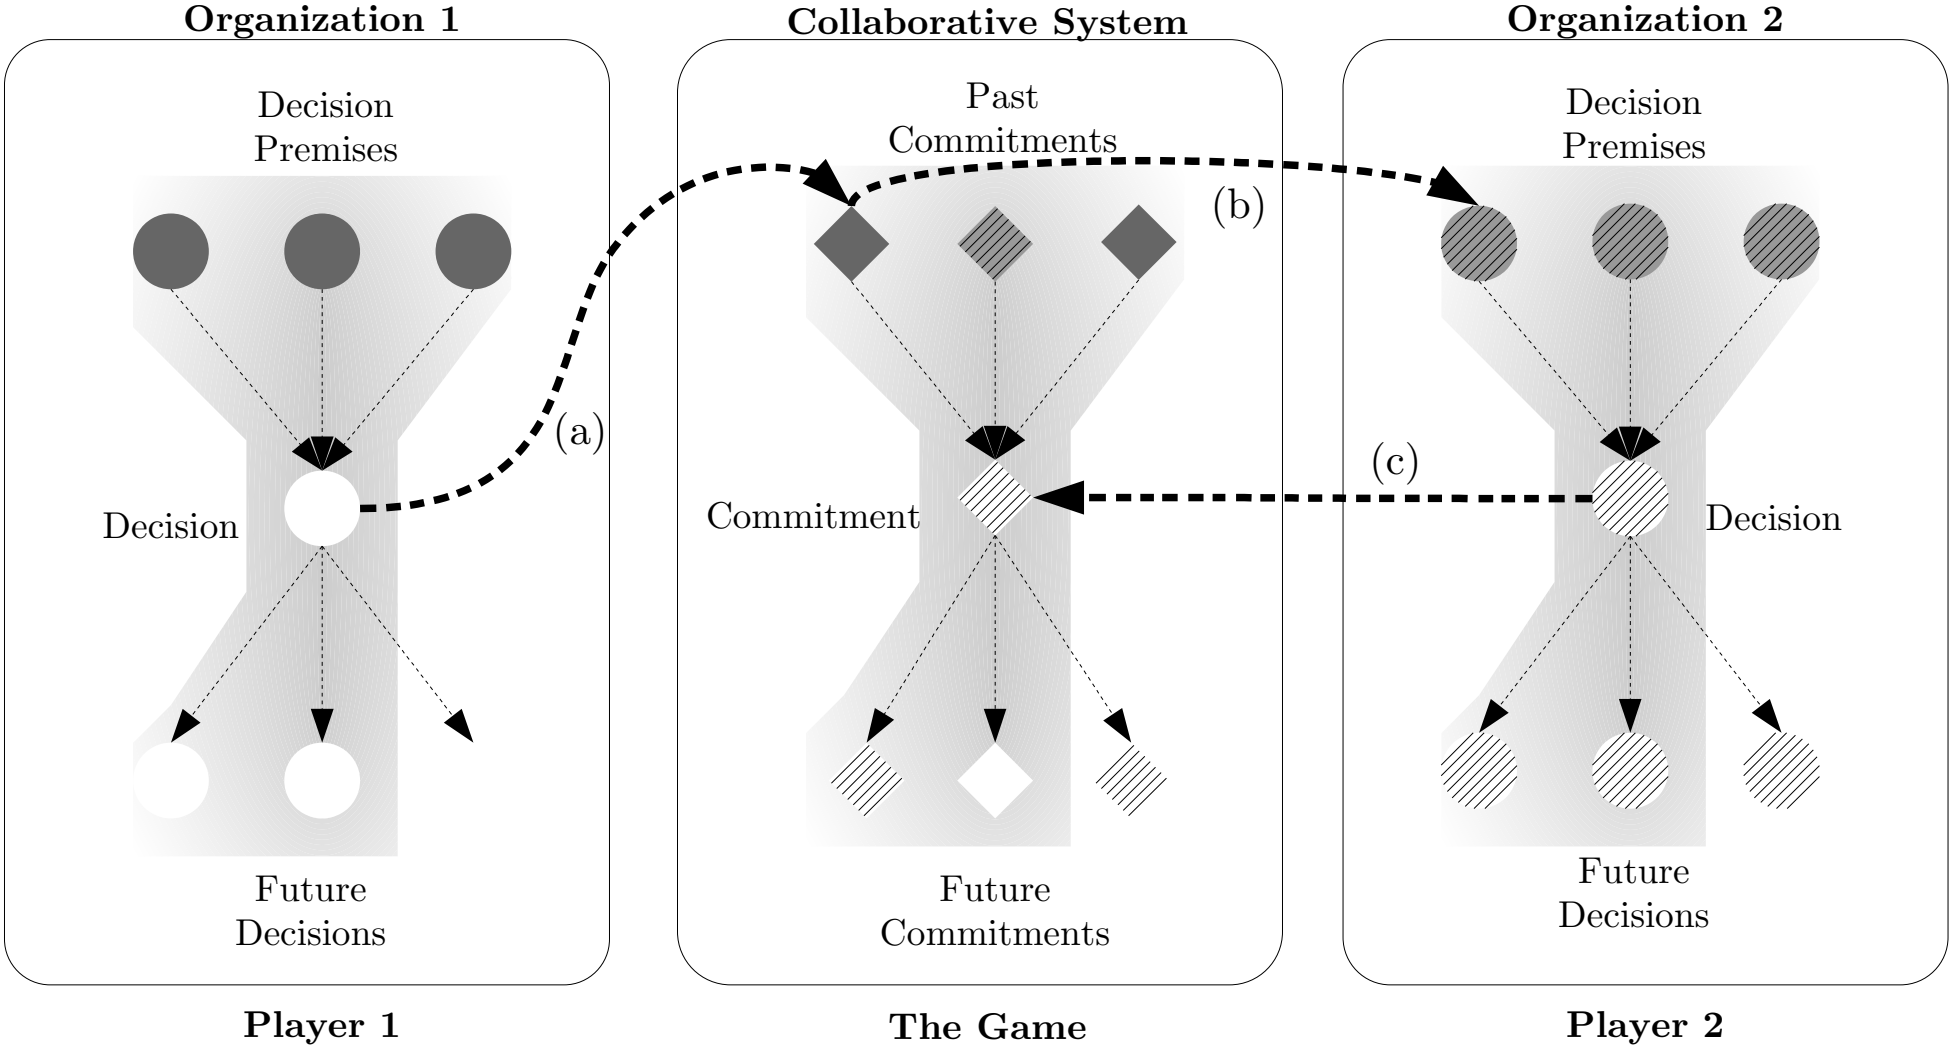 Organization 1
Collaborative System
Organization 2
Decision
Premises
Past
Commitments
Decision
Premises
(a)
(b)
(c)
Decision
Commitment
Decision
Future
Decisions
Future
Commitments
Future
Decisions
Player 1
The Game
Player 2